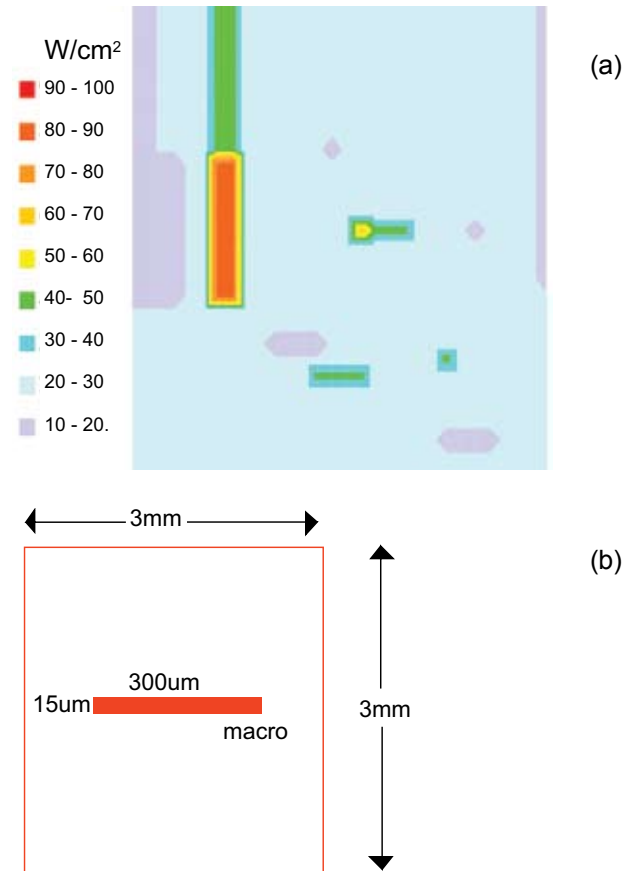 W/cm²
(a)
90 - 100
80 - 90
70 - 80
60 - 70
50 - 60
40- 50
30 - 40
20 - 30
10 - 20.
3mm
(b)
300um
15um
macro
3mm